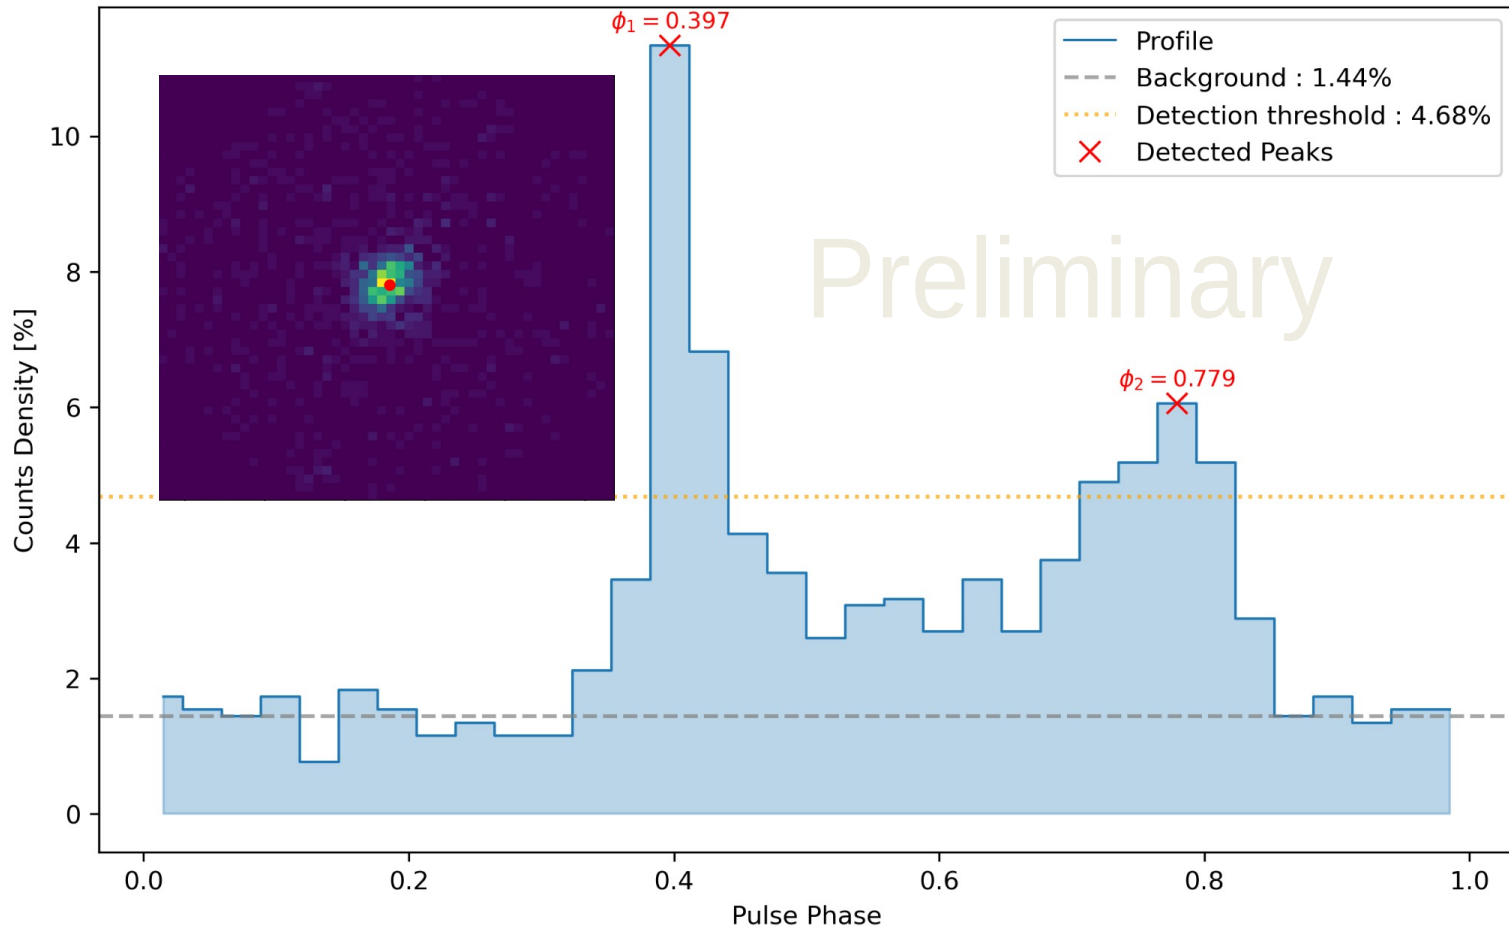 ϕ₁ = 0.397
Profile
Background : 1.44%
Detection threshold : 4.68%
Detected Peaks
Preliminary
ϕ₂ = 0.779
Counts Density [%]
10
8
6
4
2
0
0.0 0.2 0.4 0.6 0.8 1.0
Pulse Phase